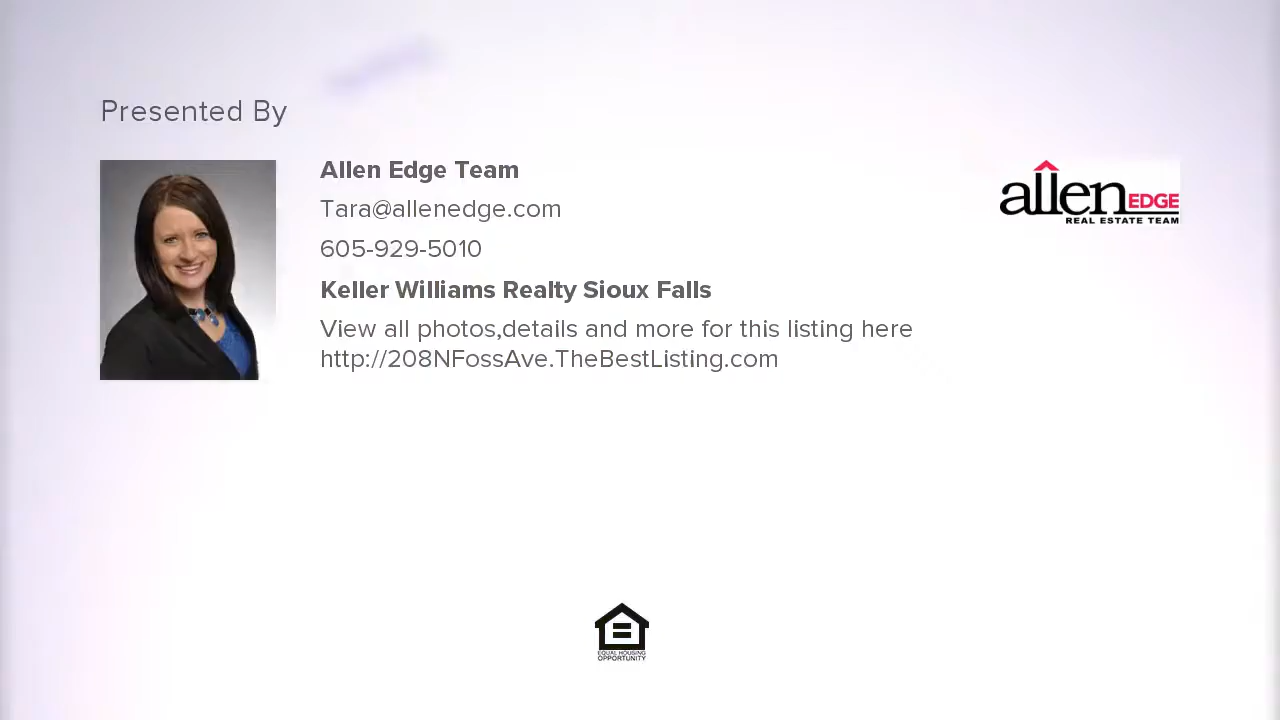 Presented By
Allen Edge Team
Tara@allenedge.com
605-929-5010
Keller Williams Realty Sioux Falls
View all photos,details and more for this listing here
http://208NFossAve.TheBestListing.com
allen EDGE
REAL ESTATE TEAM
EQUAL HOUSING
OPPORTUNITY